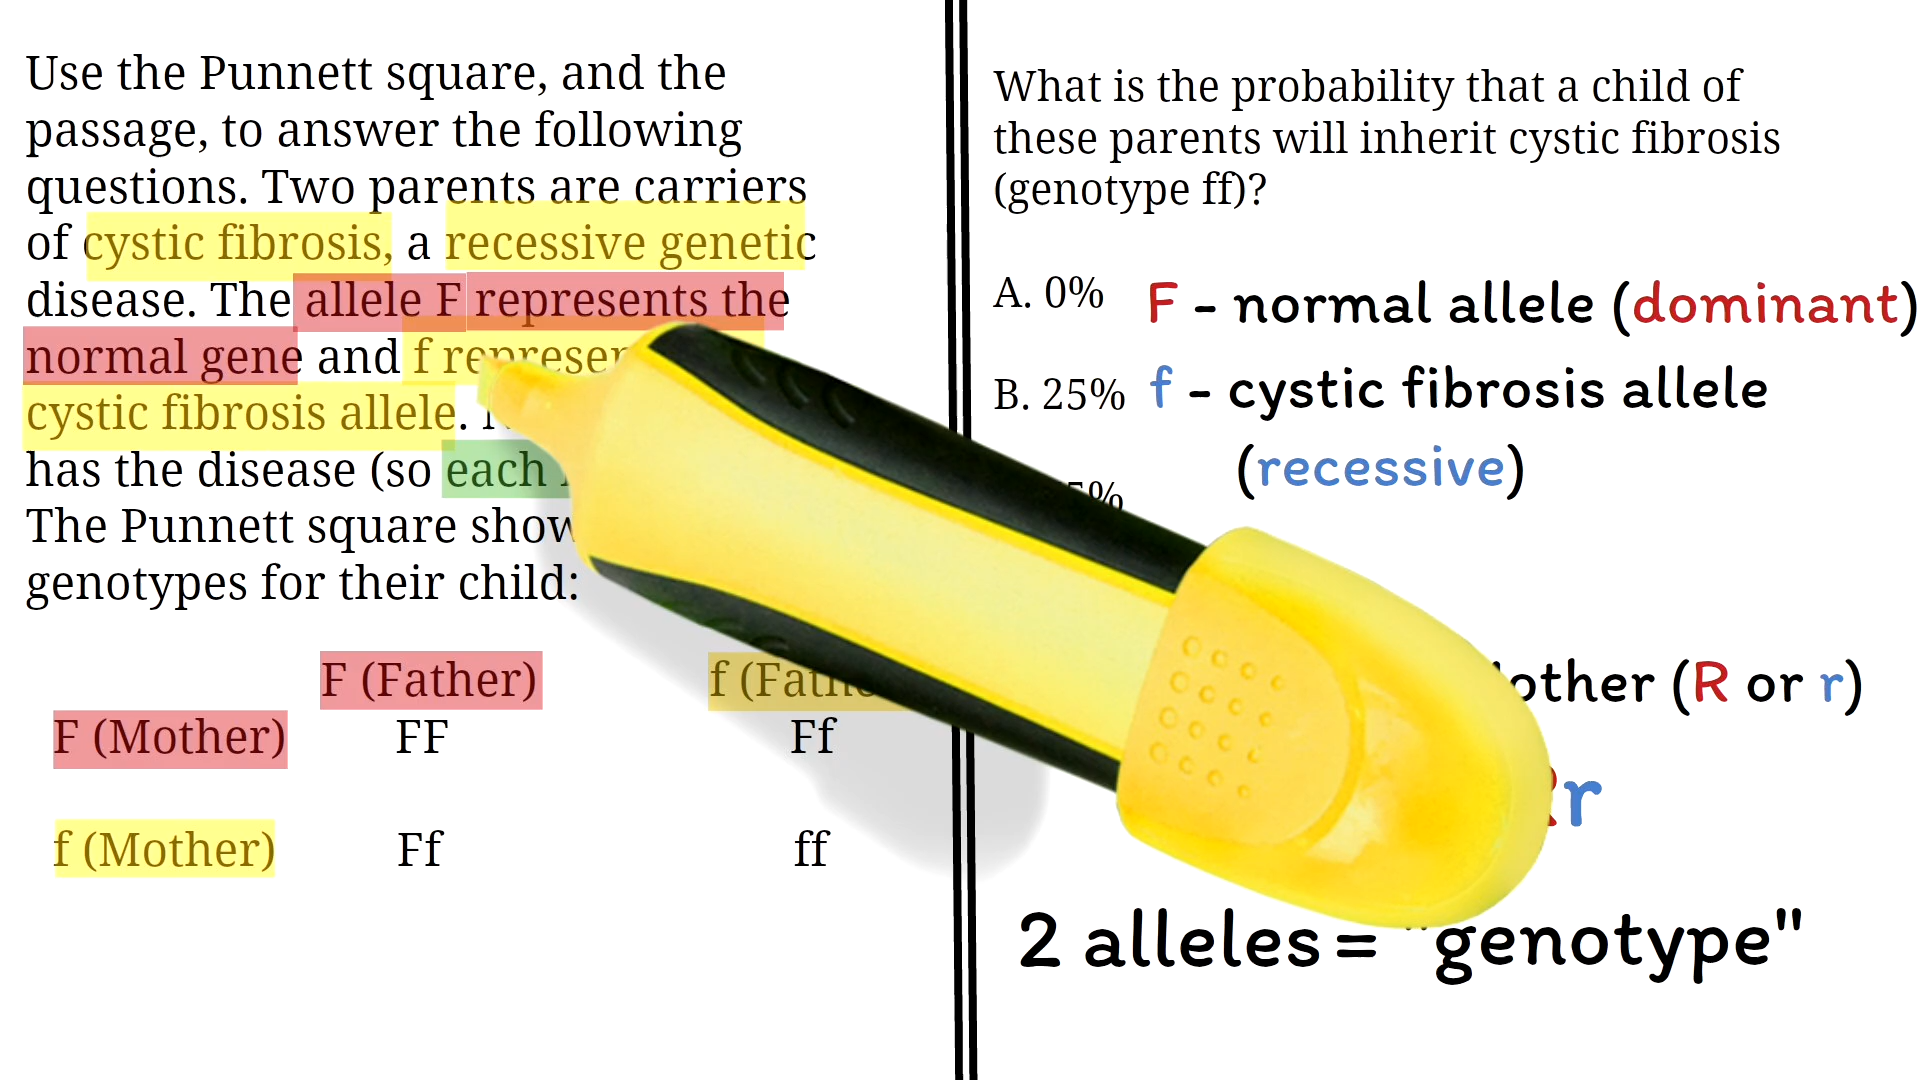 Use the Punnett square, and the
passage, to answer the following
questions. Two parents are carriers
of cystic fibrosis, a recessive genetic
disease. The allele F represents the
normal gene and f
cystic fibrosis allele.
has the disease (so each
The Punnett square
genotypes for their child:
F (Father) f
F (Mother) FF Ff
f (Mother) Ff ff
What is the probability that a child of
these parents will inherit cystic fibrosis
(genotype ff)?
A. 0%
B. 25%
F - normal allele (dominant)
f - cystic fibrosis allele
(recessive)
(R or r)
r
2 alleles = "genotype"